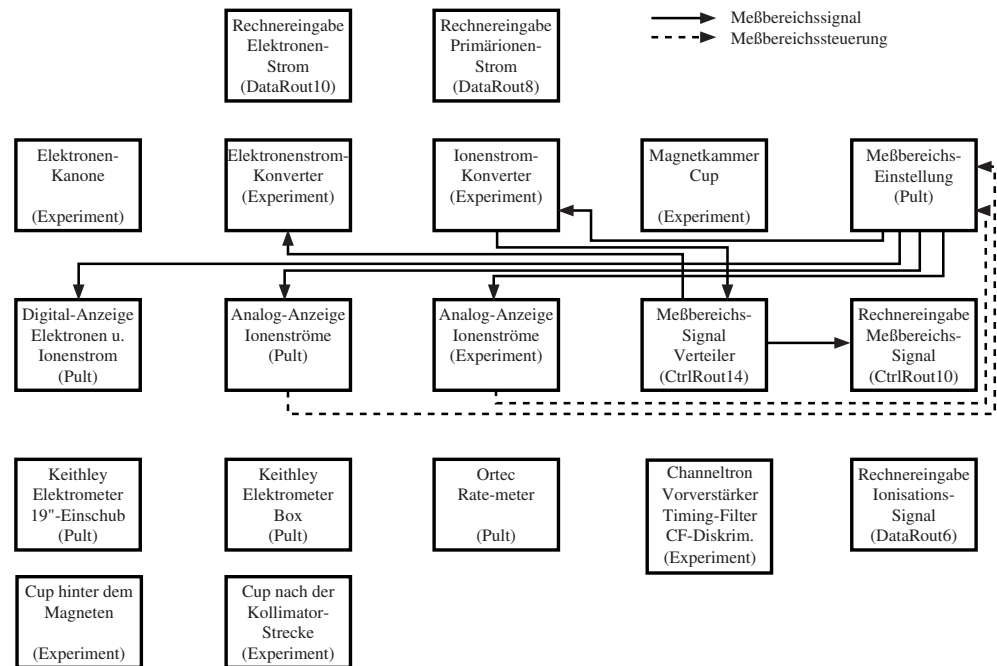 Rechnereingabe
Elektronen-
Strom
(DataRout10)
Rechnereingabe
Primärionen-
Strom
(DataRout8)
Meßbereichssignal
Meßbereichssteuerung
Elektronen-
Kanone
(Experiment)
Elektronenstrom-
Konverter
(Experiment)
Ionenstrom-
Konverter
(Experiment)
Magnetkammer
Cup
(Experiment)
Meßbereichs-
Einstellung
(Pult)
Digital-Anzeige
Elektronen u.
Ionenstrom
(Pult)
Analog-Anzeige
Ionenströme
(Pult)
Analog-Anzeige
Ionenströme
(Experiment)
Meßbereichs-
Signal
Verteiler
(CtrlRout14)
Rechnereingabe
Meßbereichs-
Signal
(CtrlRout10)
Keithley
Elektrometer
19"-Einschub
(Pult)
Keithley
Elektrometer
Box
(Pult)
Ortec
Rate-meter
(Pult)
Channeltron
Vorverstärker
Timing-Filter
CF-Diskrim.
(Experiment)
Rechnereingabe
Ionisations-
Signal
(DataRout6)
Cup hinter dem
Magneten
(Experiment)
Cup nach der
Kollimator-
Strecke
(Experiment)